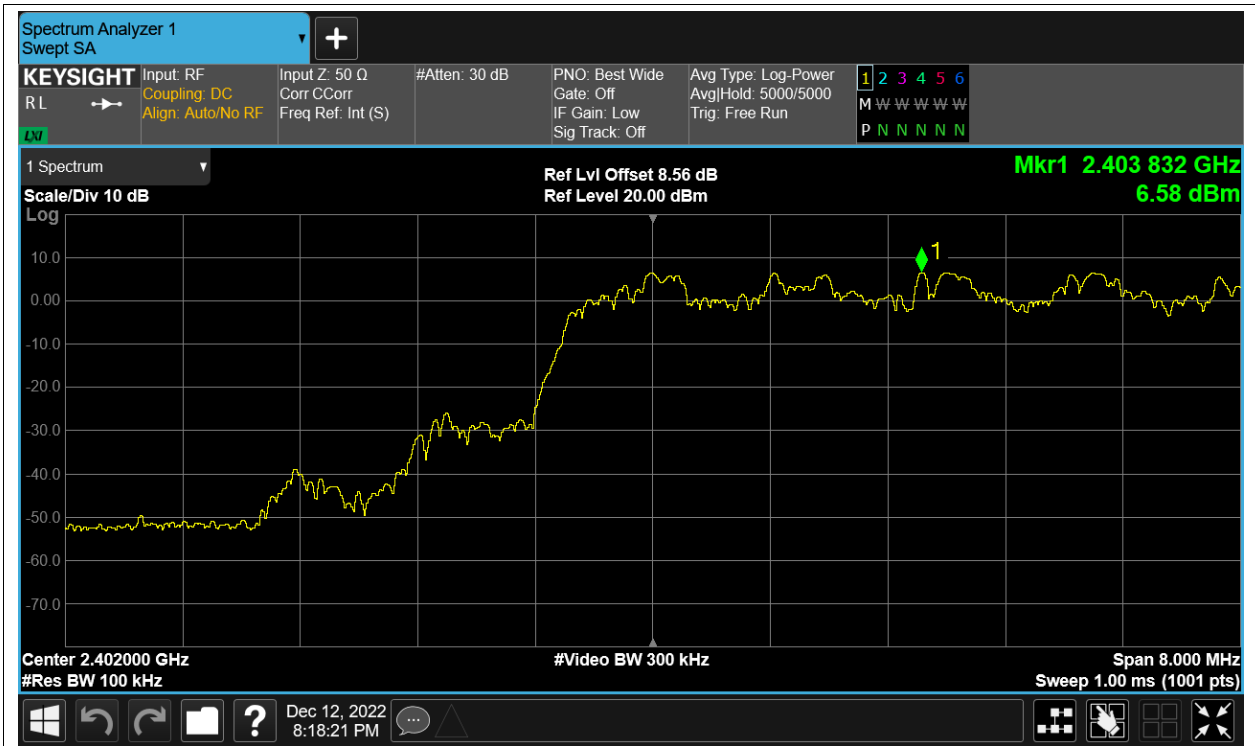 Spectrum Analyzer 1
Swept SA
+
KEYSIGHT
R L
LXI
Input: RF
Coupling: DC
Align: Auto/No RF
Input Z: 50 Ω
Corr CCorr
Freq Ref: Int (S)
#Atten: 30 dB
PNO: Best Wide
Gate: Off
IF Gain: Low
Sig Track: Off
Avg Type: Log-Power
Avg|Hold: 5000/5000
Trig: Free Run
1 2 3 4 5 6
M W W W W W
P N N N N N
1 Spectrum
Scale/Div 10 dB
Log
Ref Lvl Offset 8.56 dB
Ref Level 20.00 dBm
Mkr1 2.403 832 GHz
6.58 dBm
1
10.0
0.00
-10.0
-20.0
-30.0
-40.0
-50.0
-60.0
-70.0
Center 2.402000 GHz
#Res BW 100 kHz
#Video BW 300 kHz
Span 8.000 MHz
Sweep 1.00 ms (1001 pts)
?
Dec 12, 2022
8:18:21 PM